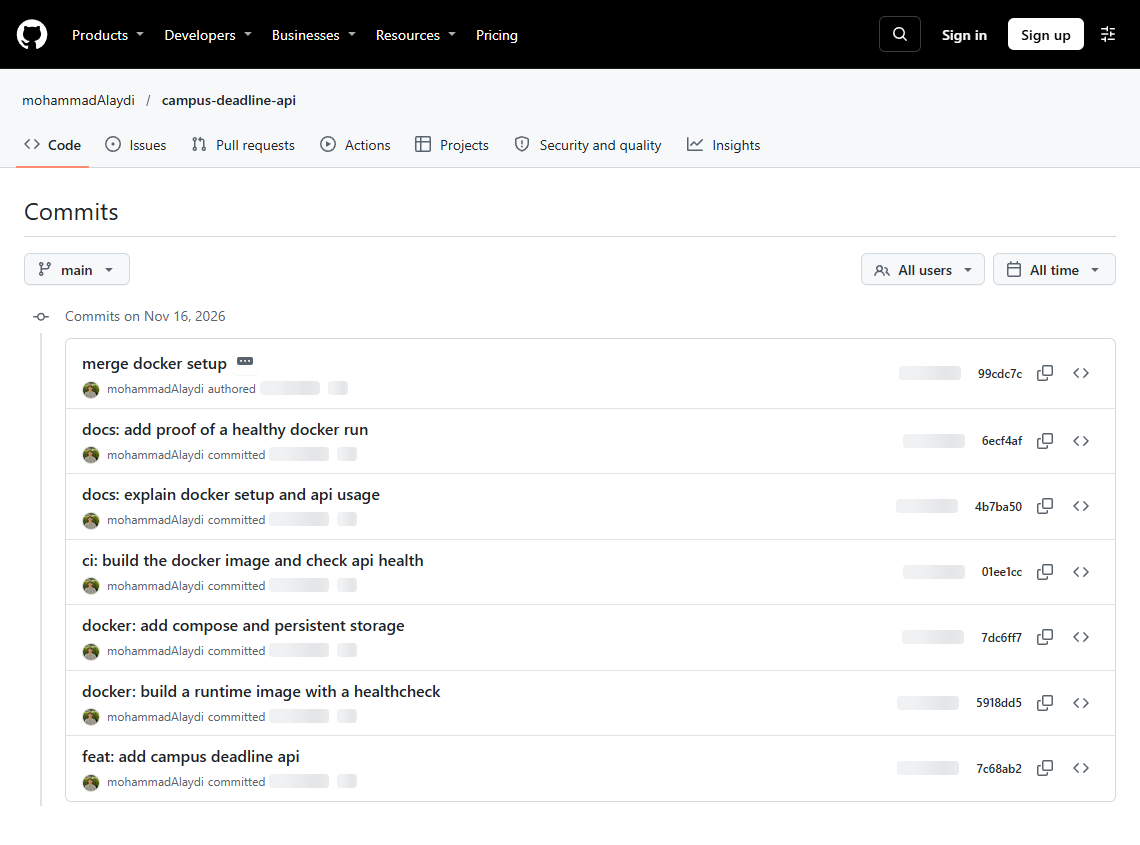 Products Developers Businesses Resources Pricing Sign in Sign up
mohammadAlaydi / campus-deadline-api
Code Issues Pull requests Actions Projects Security and quality Insights
Commits
main All users All time
Commits on Nov 16, 2026
merge docker setup
mohammadAlaydi authored
99cdc7c
docs: add proof of a healthy docker run
mohammadAlaydi committed
6ecf4af
docs: explain docker setup and api usage
mohammadAlaydi committed
4b7ba50
ci: build the docker image and check api health
mohammadAlaydi committed
01ee1cc
docker: add compose and persistent storage
mohammadAlaydi committed
7dc6ff7
docker: build a runtime image with a healthcheck
mohammadAlaydi committed
5918dd5
feat: add campus deadline api
mohammadAlaydi committed
7c68ab2